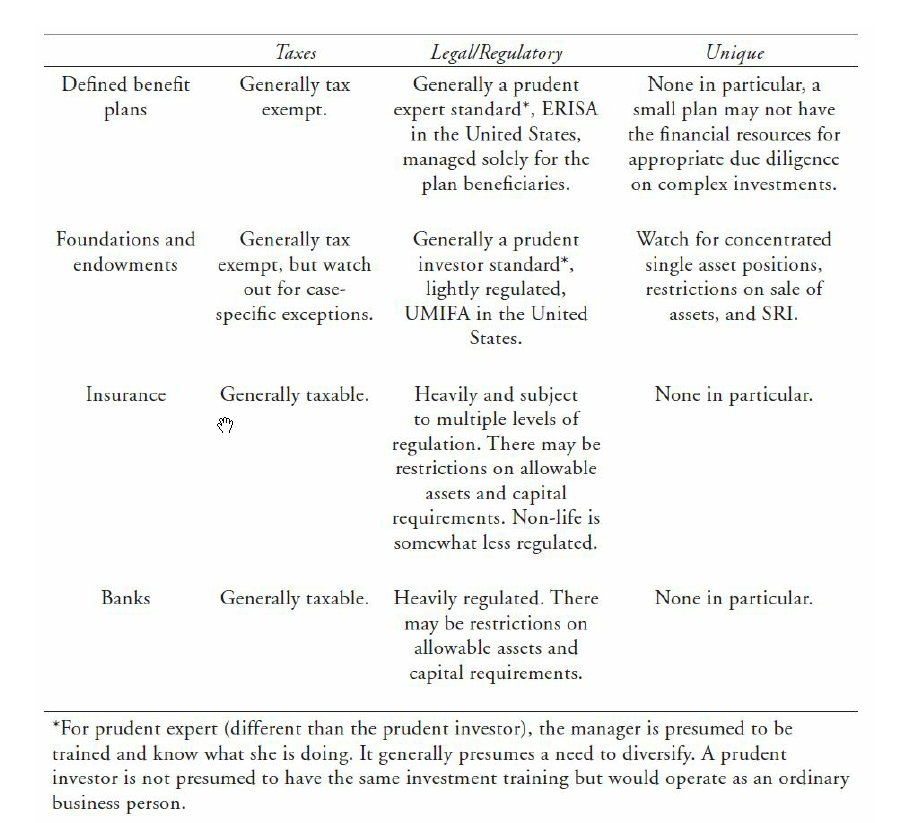 Taxes Legal/Regulatory Unique
Defined benefit Generally tax Generally a prudent None in particular, a
plans exempt. expert standard*, ERISA small plan may not have
in the United States, the financial resources for
managed solely for the appropriate due diligence
plan beneficiaries. on complex investments.
Foundations and Generally tax Generally a prudent Watch for concentrated
endowments exempt, but watch investor standard*, single asset positions,
out for case- lightly regulated, restrictions on sale of
specific exceptions. UMIFA in the United assets, and SRI.
States.
Insurance Generally taxable. Heavily and subject None in particular.
to multiple levels of
regulation. There may be
restrictions on allowable
assets and capital
requirements. Non-life is
somewhat less regulated.
Banks Generally taxable. Heavily regulated. There None in particular.
may be restrictions on
allowable assets and
capital requirements.
*For prudent expert (different than the prudent investor), the manager is presumed to be
trained and know what she is doing. It generally presumes a need to diversify. A prudent
investor is not presumed to have the same investment training but would operate as an ordinary
business person.